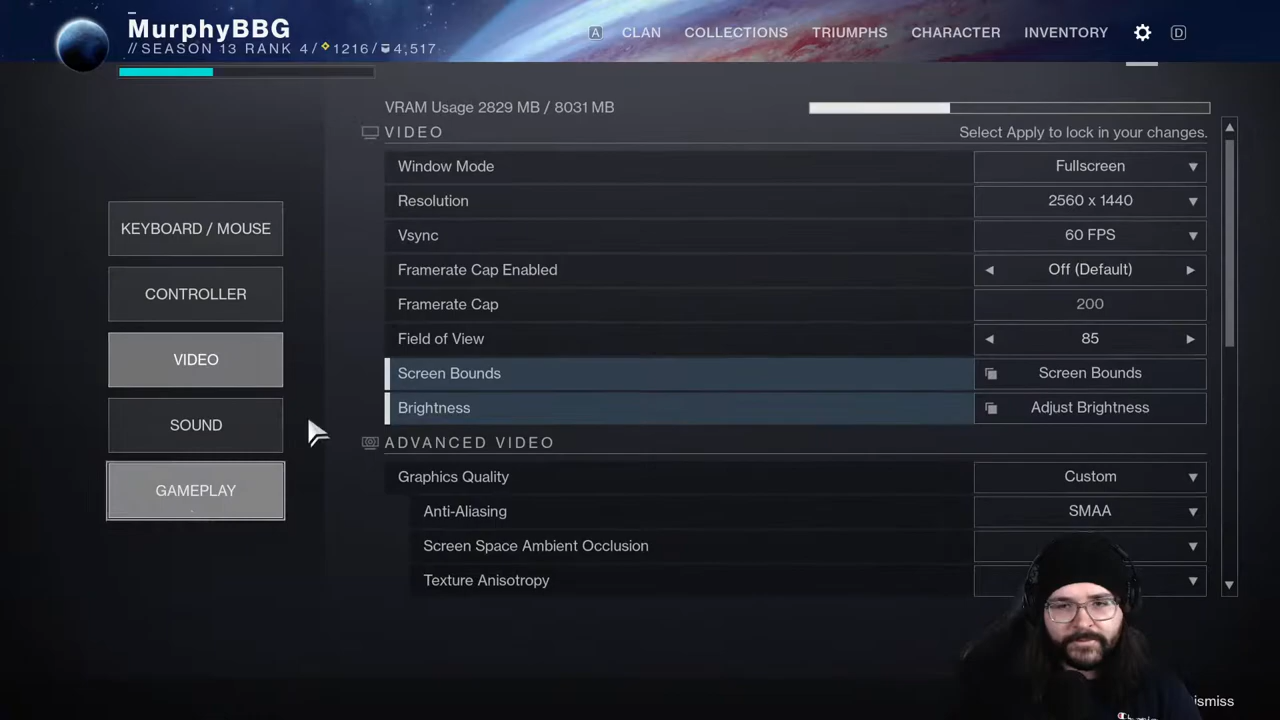 MurphyBBG
// SEASON 13 RANK 4 / 1216 / 4,517
A CLAN COLLECTIONS TRIUMPHS CHARACTER INVENTORY D
VRAM Usage 2829 MB / 8031 MB
VIDEO Select Apply to lock in your changes.
Window Mode Fullscreen
Resolution 2560 x 1440
Vsync 60 FPS
Framerate Cap Enabled Off (Default)
Framerate Cap 200
Field of View 85
Screen Bounds Screen Bounds
Brightness Adjust Brightness
ADVANCED VIDEO
Graphics Quality Custom
Anti-Aliasing SMAA
Screen Space Ambient Occlusion
Texture Anisotropy
KEYBOARD / MOUSE
CONTROLLER
VIDEO
SOUND
GAMEPLAY
ismiss